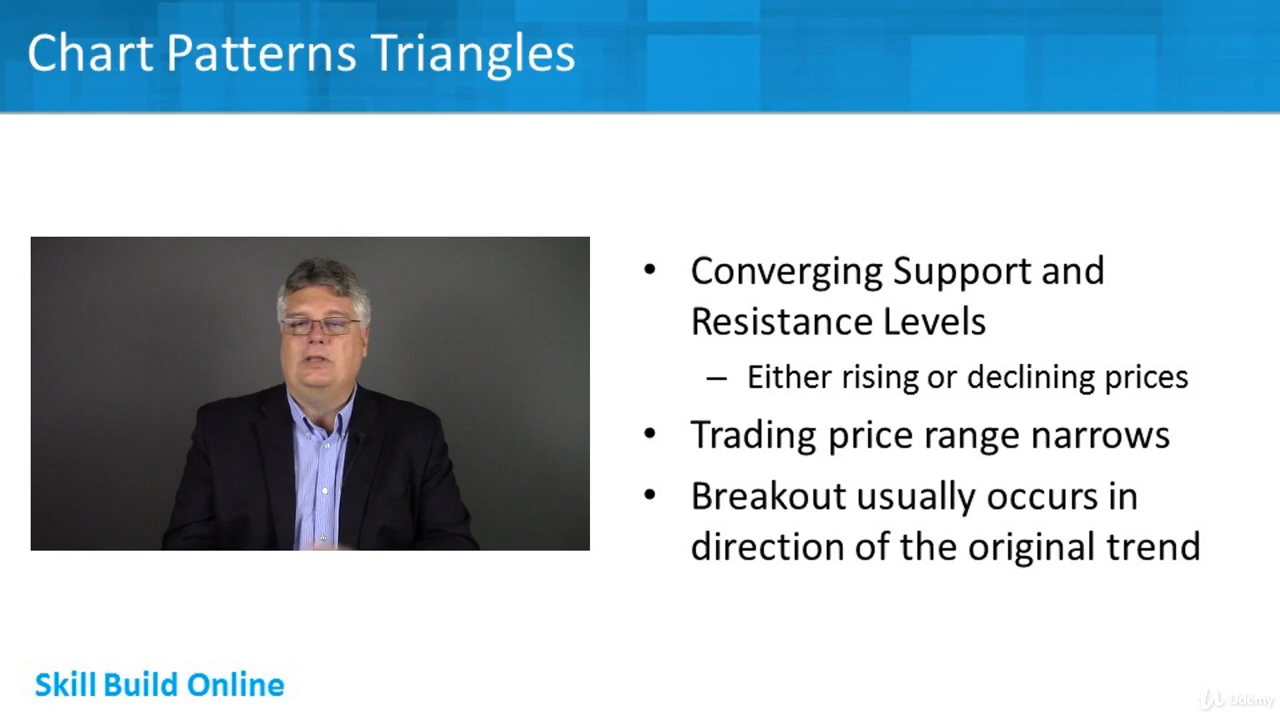 Chart Patterns Triangles
• Converging Support and
Resistance Levels
– Either rising or declining prices
• Trading price range narrows
• Breakout usually occurs in
direction of the original trend
Skill Build Online
Udemy